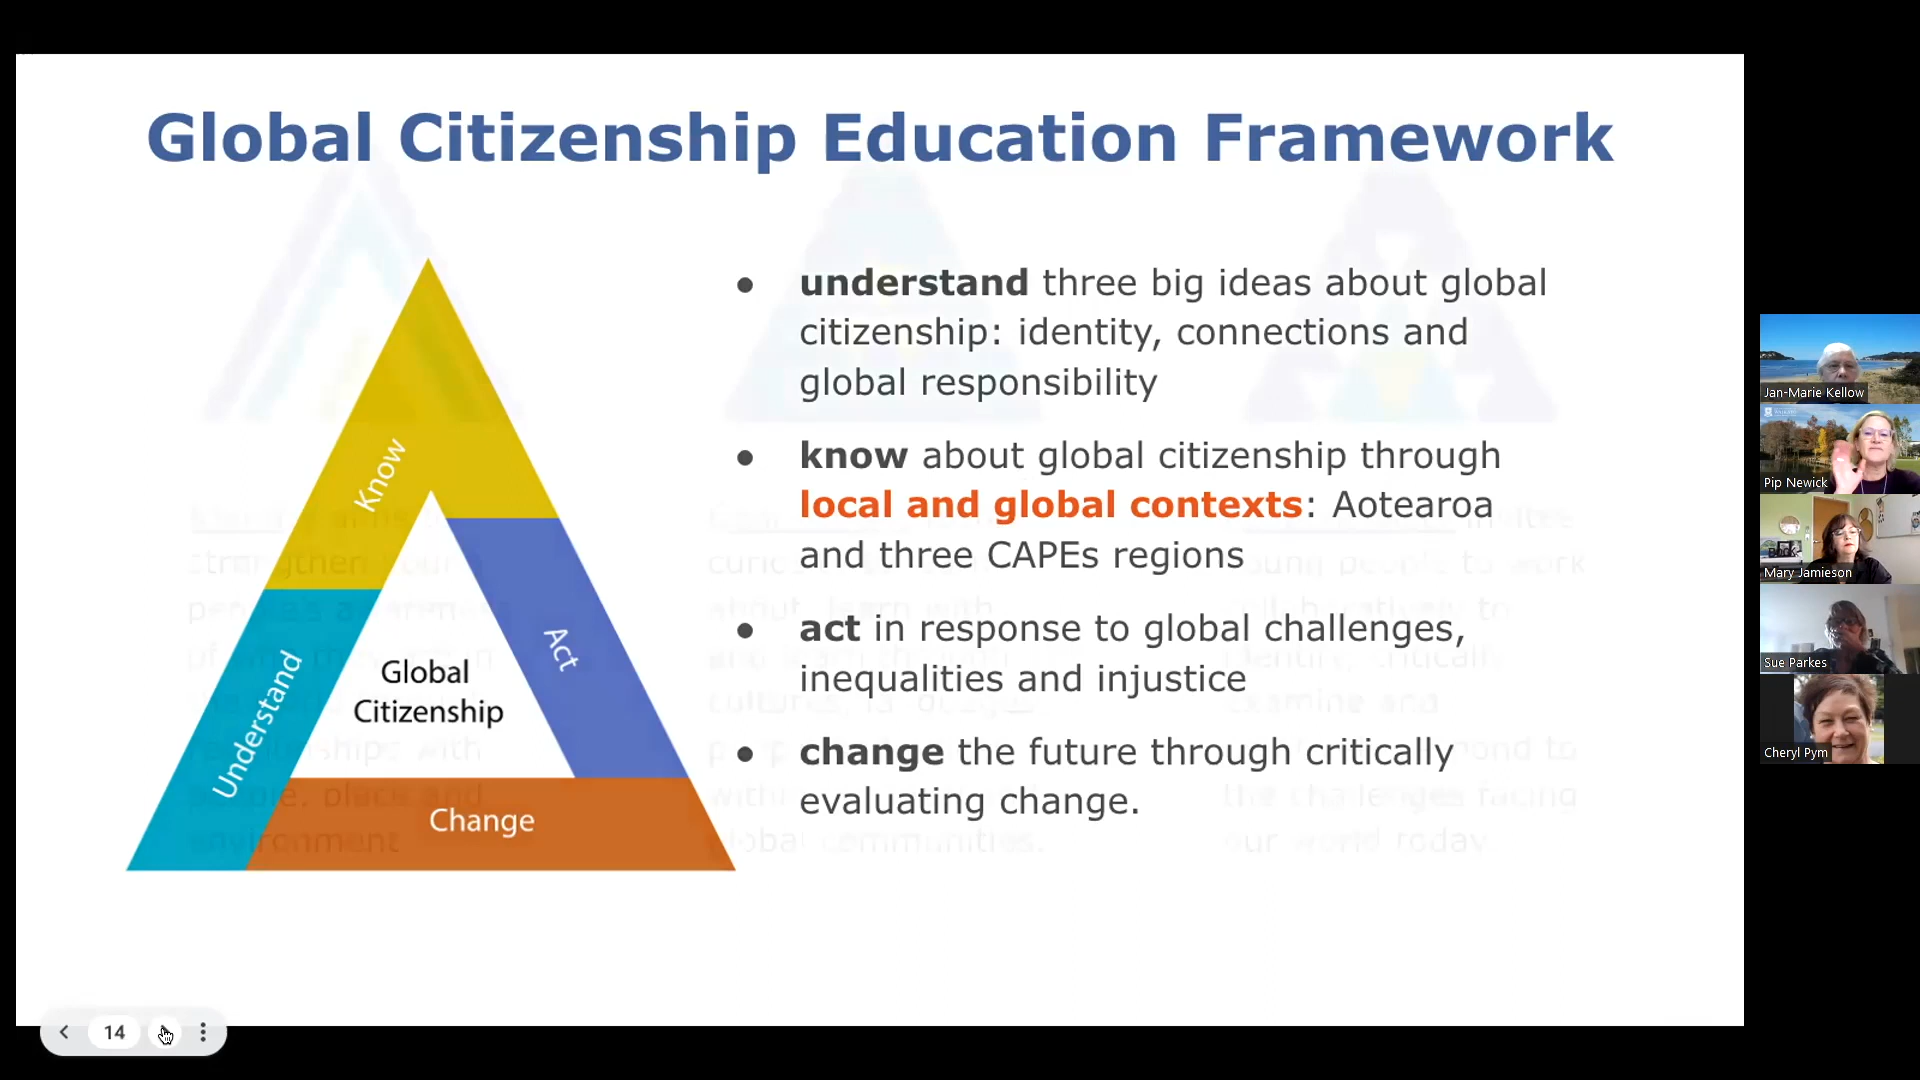 Global Citizenship Education Framework
Know
Understand
Act
Global
Citizenship
Change
● understand three big ideas about global
citizenship: identity, connections and
global responsibility
● know about global citizenship through
local and global contexts: Aotearoa
and three CAPEs regions
● act in response to global challenges,
inequalities and injustice
● change the future through critically
evaluating change.
14
Jan-Marie Kellow
Pip Newick
Mary Jamieson
Sue Parkes
Cheryl Pym